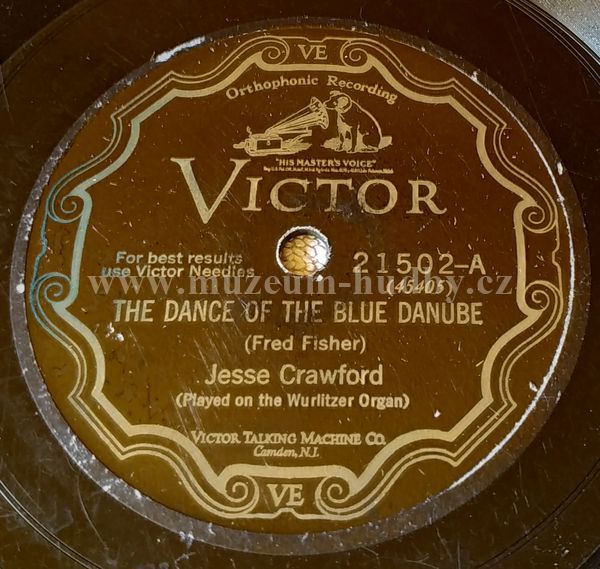 VE
Orthophonic Recording
"HIS MASTER'S VOICE"
VICTOR
For best results
use Victor Needles
21502-A
(45405)
www.muzeum-hudby.cz
THE DANCE OF THE BLUE DANUBE
(Fred Fisher)
Jesse Crawford
(Played on the Wurlitzer Organ)
VICTOR TALKING MACHINE CO.
Camden, N.J.
VE